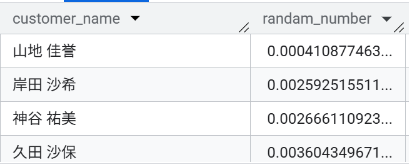 customer_name randam_number
山地 佳誉 0.000410877463...
岸田 沙希 0.002592515511...
神谷 祐美 0.002666110923...
久田 沙保 0.003604349671...